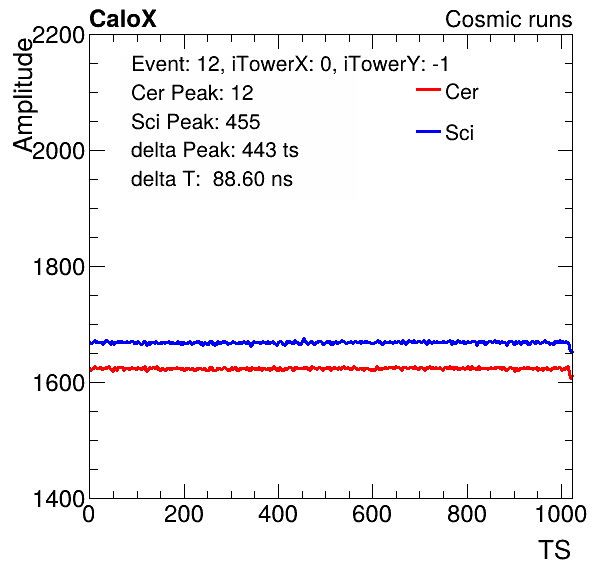 CaloX Cosmic runs
Amplitude
Event: 12, iTowerX: 0, iTowerY: -1
Cer Peak: 12
Sci Peak: 455
delta Peak: 443 ts
delta T:  88.60 ns
Cer
Sci
2200
2000
1800
1600
1400
0 200 400 600 800 1000
TS